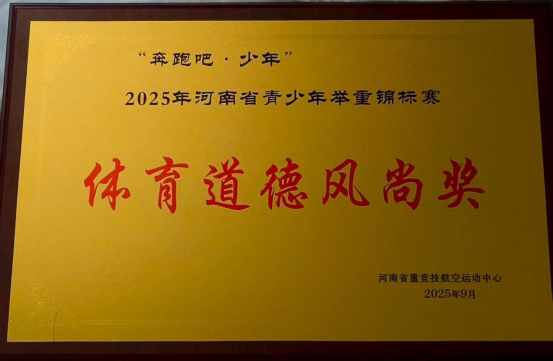 “奔跑吧·少年”
2025年河南省青少年举重锦标赛
体育道德风尚奖
河南省重竞技航空运动中心
2025年9月